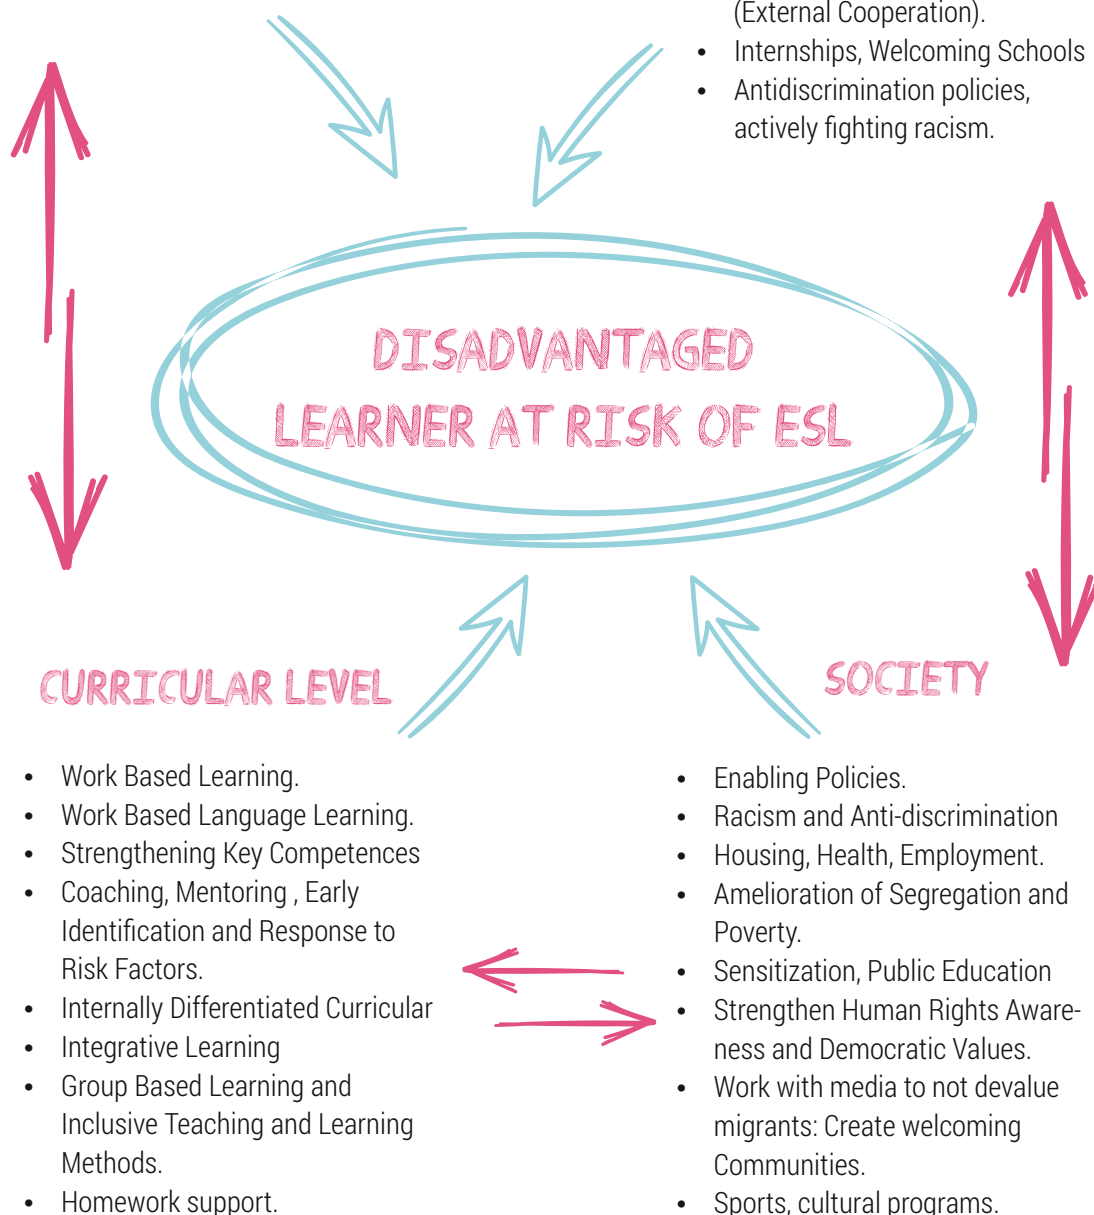 (External Cooperation).
• Internships, Welcoming Schools
• Antidiscrimination policies,
actively fighting racism.
DISADVANTAGED
LEARNER AT RISK OF ESL
CURRICULAR LEVEL
• Work Based Learning.
• Work Based Language Learning.
• Strengthening Key Competences
• Coaching, Mentoring , Early
Identification and Response to
Risk Factors.
• Internally Differentiated Curricular
• Integrative Learning
• Group Based Learning and
Inclusive Teaching and Learning
Methods.
• Homework support.
SOCIETY
• Enabling Policies.
• Racism and Anti-discrimination
• Housing, Health, Employment.
• Amelioration of Segregation and
Poverty.
• Sensitization, Public Education
• Strengthen Human Rights Aware-
ness and Democratic Values.
• Work with media to not devalue
migrants: Create welcoming
Communities.
• Sports, cultural programs.